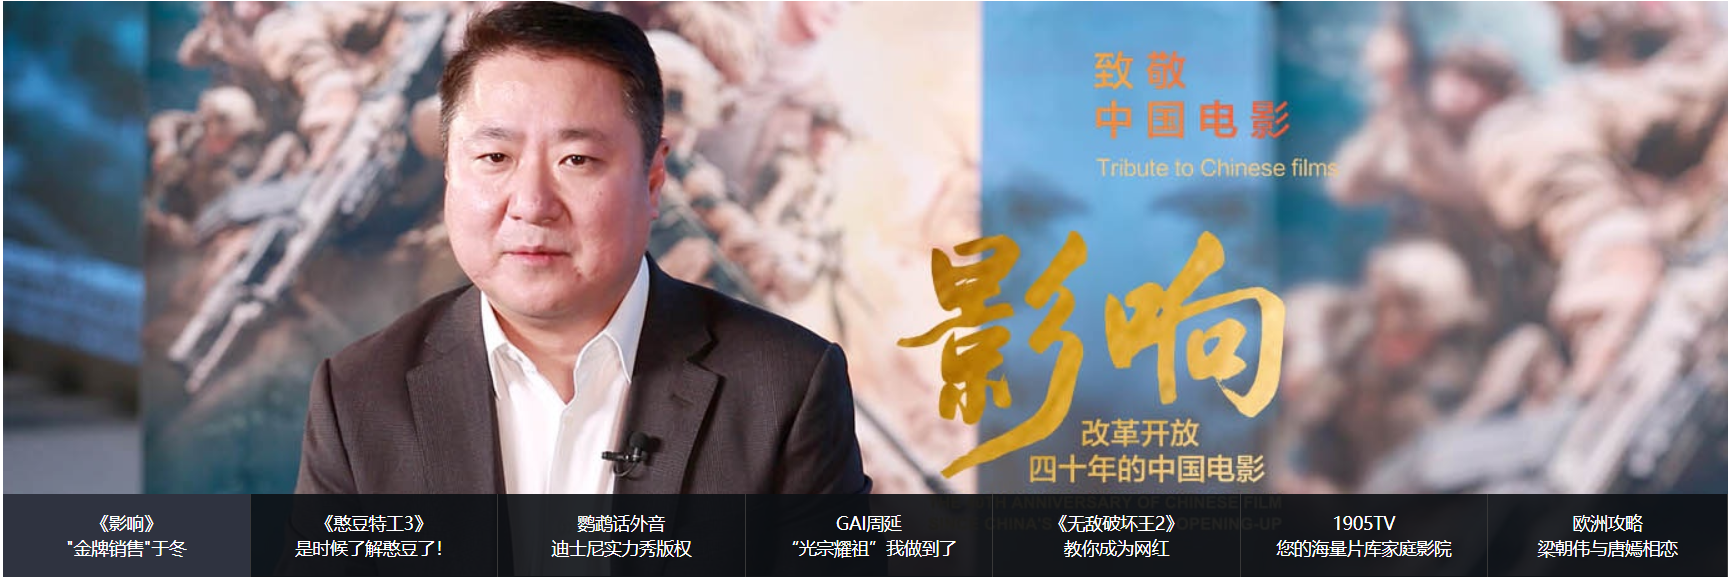 致敬
中国电影
Tribute to Chinese films
影响
改革开放
四十年的中国电影
ANNIVERSARY OF CHINESE FILM
CHINA'S
OPENING-UP
《影响》
"金牌销售"于冬
《憨豆特工3》
是时候了解憨豆了!
鹦鹉话外音
迪士尼实力秀版权
GAI周延
“光宗耀祖”我做到了
《无敌破坏王2》
教你成为网红
1905TV
您的海量片库家庭影院
欧洲攻略
梁朝伟与唐嫣相恋